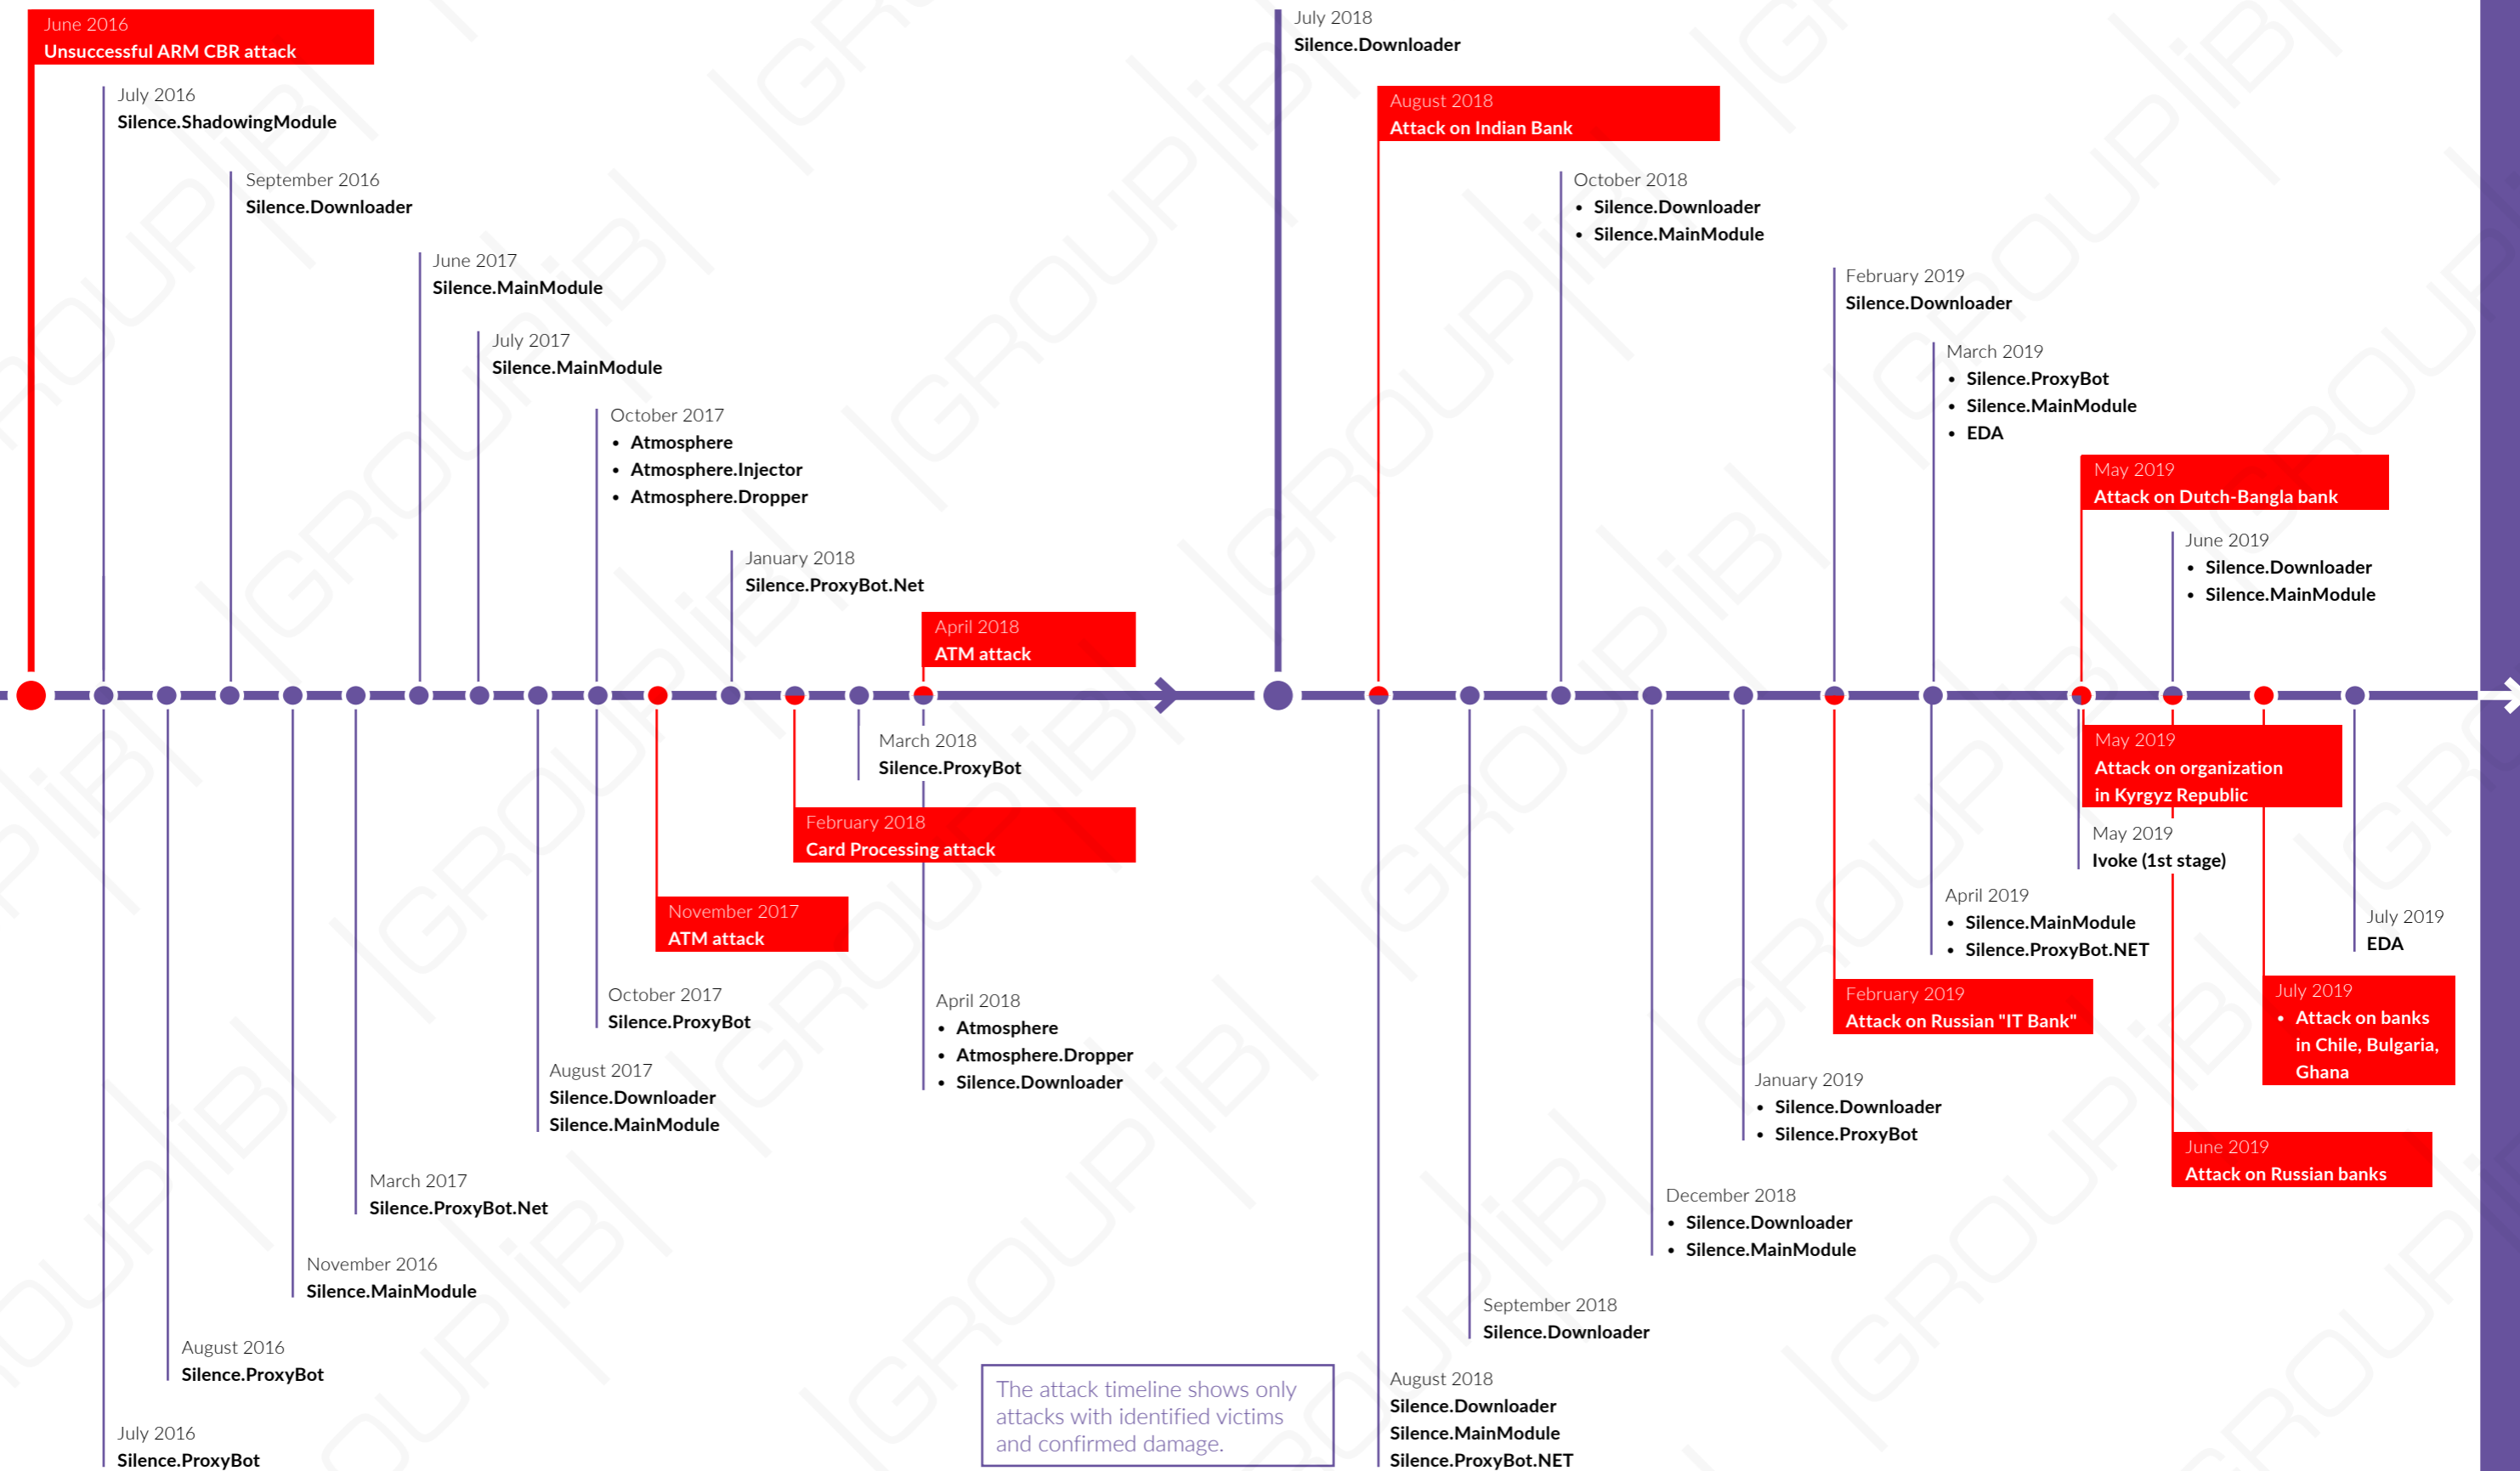 June 2016
Unsuccessful ARM CBR attack
July 2016
Silence.ShadowingModule
September 2016
Silence.Downloader
June 2017
Silence.MainModule
July 2017
Silence.MainModule
October 2017
• Atmosphere
• Atmosphere.Injector
• Atmosphere.Dropper
January 2018
Silence.ProxyBot.Net
April 2018
ATM attack
March 2018
Silence.ProxyBot
February 2018
Card Processing attack
November 2017
ATM attack
October 2017
Silence.ProxyBot
April 2018
• Atmosphere
• Atmosphere.Dropper
• Silence.Downloader
August 2017
Silence.Downloader
Silence.MainModule
March 2017
Silence.ProxyBot.Net
November 2016
Silence.MainModule
August 2016
Silence.ProxyBot
July 2016
Silence.ProxyBot
The attack timeline shows only
attacks with identified victims
and confirmed damage.
July 2018
Silence.Downloader
August 2018
Attack on Indian Bank
October 2018
• Silence.Downloader
• Silence.MainModule
February 2019
Silence.Downloader
March 2019
• Silence.ProxyBot
• Silence.MainModule
• EDA
May 2019
Attack on Dutch-Bangla bank
June 2019
• Silence.Downloader
• Silence.MainModule
May 2019
Attack on organization
in Kyrgyz Republic
May 2019
Ivoke (1st stage)
April 2019
• Silence.MainModule
• Silence.ProxyBot.NET
July 2019
EDA
February 2019
Attack on Russian "IT Bank"
July 2019
• Attack on banks
in Chile, Bulgaria,
Ghana
January 2019
• Silence.Downloader
• Silence.ProxyBot
June 2019
Attack on Russian banks
December 2018
• Silence.Downloader
• Silence.MainModule
September 2018
Silence.Downloader
August 2018
Silence.Downloader
Silence.MainModule
Silence.ProxyBot.NET
GROUP|iB